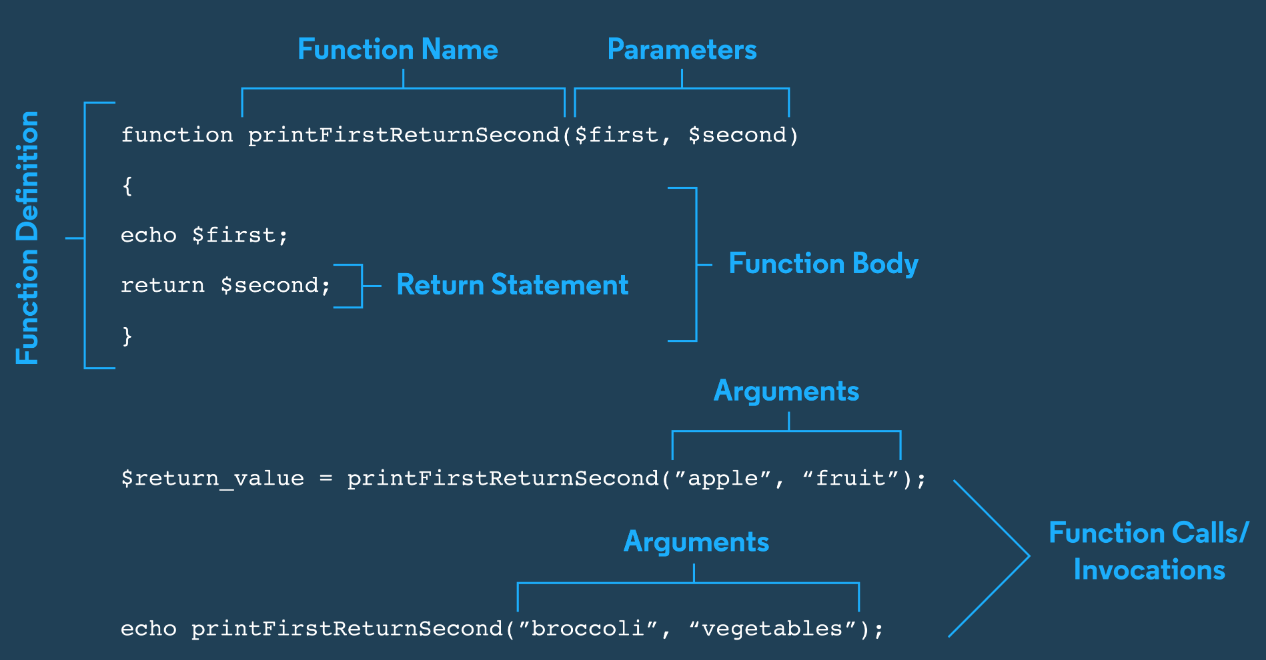 Function Name
Parameters
Function Definition
function printFirstReturnSecond($first, $second)
{
echo $first;
return $second;
Return Statement
}
Function Body
Arguments
$return_value = printFirstReturnSecond(”apple”, “fruit”);
Arguments
echo printFirstReturnSecond(”broccoli”, “vegetables”);
Function Calls/
Invocations